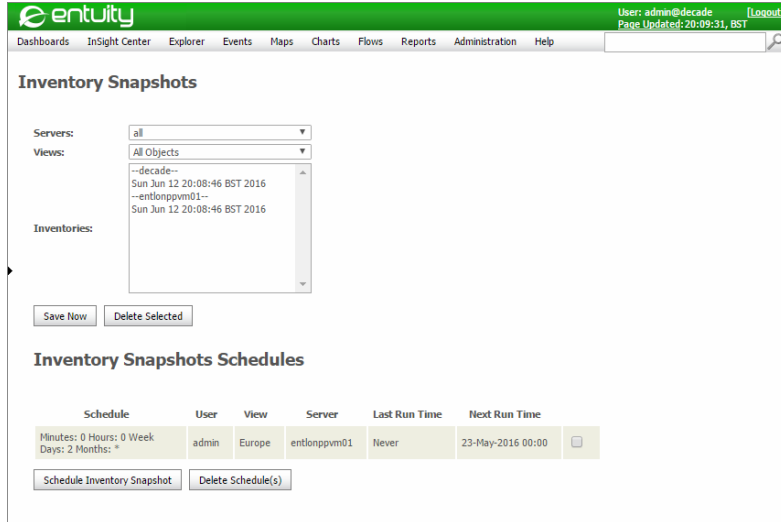 entuity
User: admin@decade [Logout
Page Updated:20:09:31, BST
Dashboards InSight Center Explorer Events Maps Charts Flows Reports Administration Help
Inventory Snapshots
Servers: all
Views: All Objects
--decade--
Sun Jun 12 20:08:46 BST 2016
--entlonppvm01--
Sun Jun 12 20:08:46 BST 2016
Inventories:
Save Now Delete Selected
Inventory Snapshots Schedules
Schedule User View Server Last Run Time Next Run Time
Minutes: 0 Hours: 0 Week
Days: 2 Months: * admin Europe entlonppvm01 Never 23-May-2016 00:00
Schedule Inventory Snapshot Delete Schedule(s)